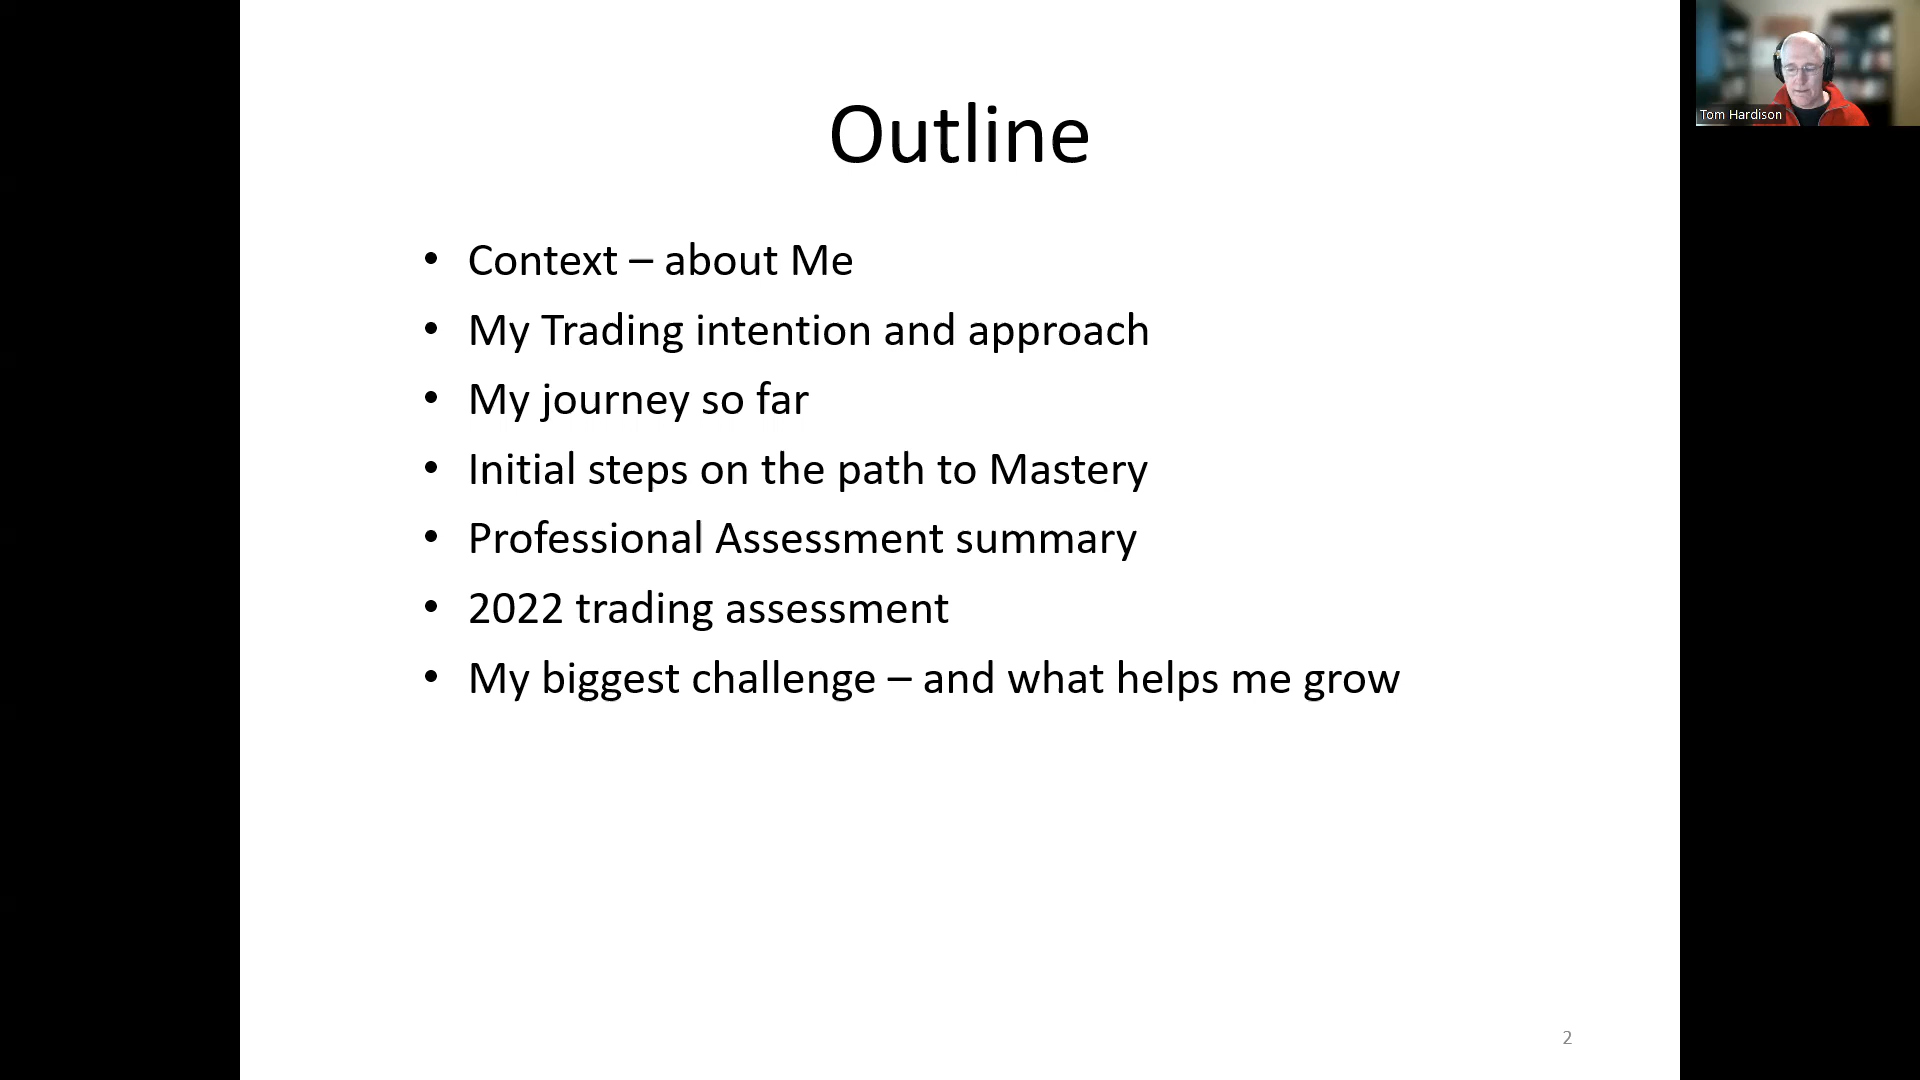 Outline
• Context – about Me
• My Trading intention and approach
• My journey so far
• Initial steps on the path to Mastery
• Professional Assessment summary
• 2022 trading assessment
• My biggest challenge – and what helps me grow
2
Tom Hardison